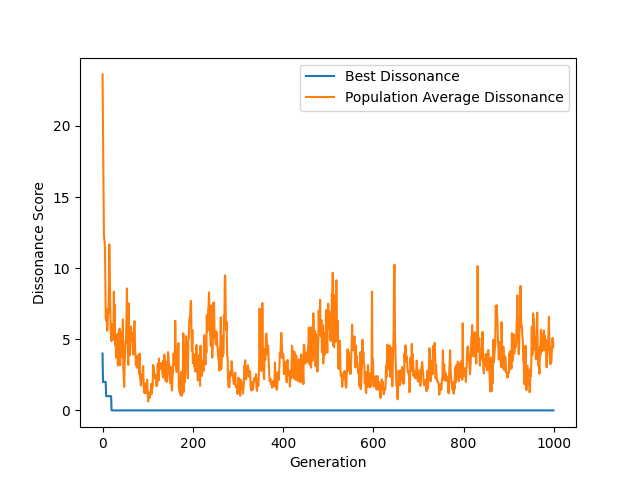 Best Dissonance
Population Average Dissonance
Dissonance Score
20
15
10
5
0
0 200 400 600 800 1000
Generation